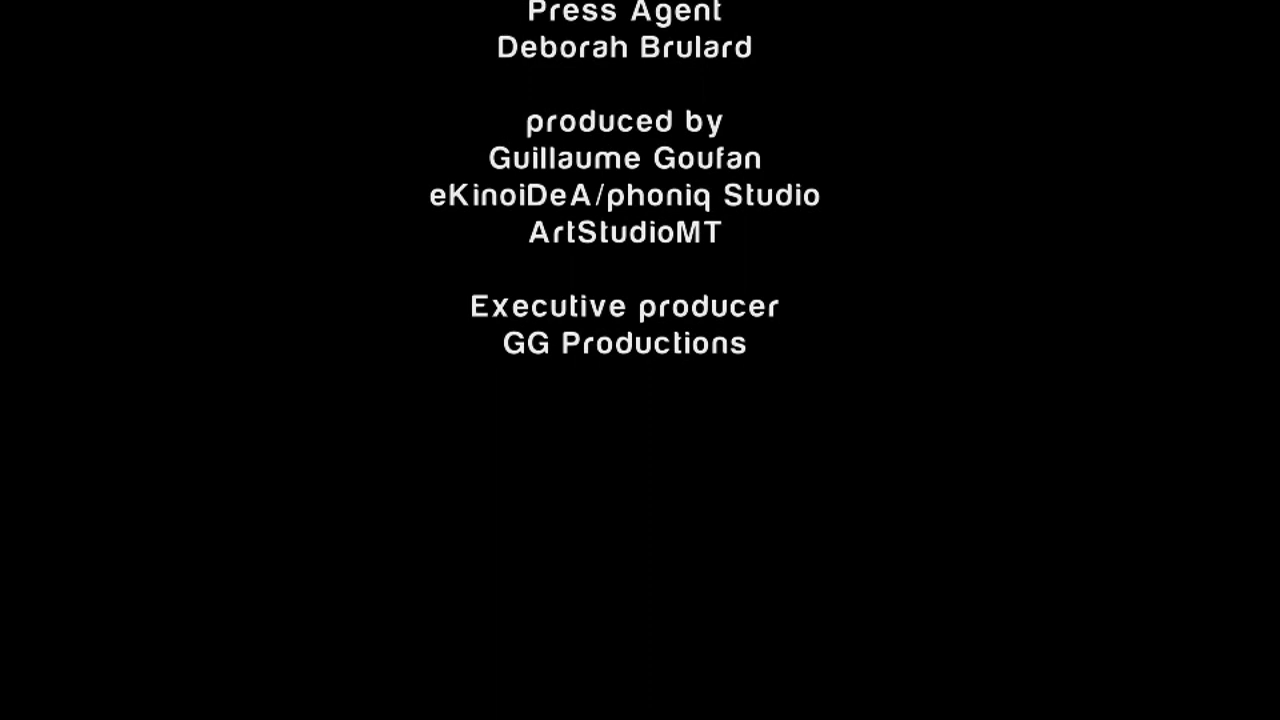 Press Agent
Deborah Brulard
produced by
Guillaume Goufan
eKinoiDeA/phoniq Studio
ArtStudioMT
Executive producer
GG Productions